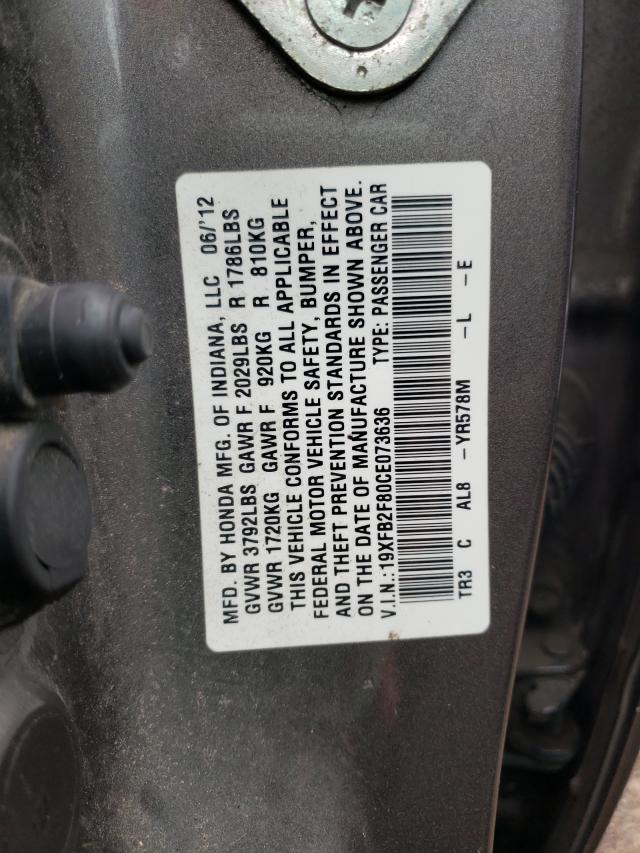 MFD. BY HONDA MFG. OF INDIANA, LLC 06/'12
GVWR 3792LBS GAWR F 2029LBS R 1786LBS
GVWR 1720KG GAWR F 920KG R 810KG
THIS VEHICLE CONFORMS TO ALL APPLICABLE
FEDERAL MOTOR VEHICLE SAFETY, BUMPER,
AND THEFT PREVENTION STANDARDS IN EFFECT
ON THE DATE OF MANUFACTURE SHOWN ABOVE.
V.I.N.:19XFB2F80CE073636 TYPE: PASSENGER CAR
TR3 C AL8 -YR578M -L -E